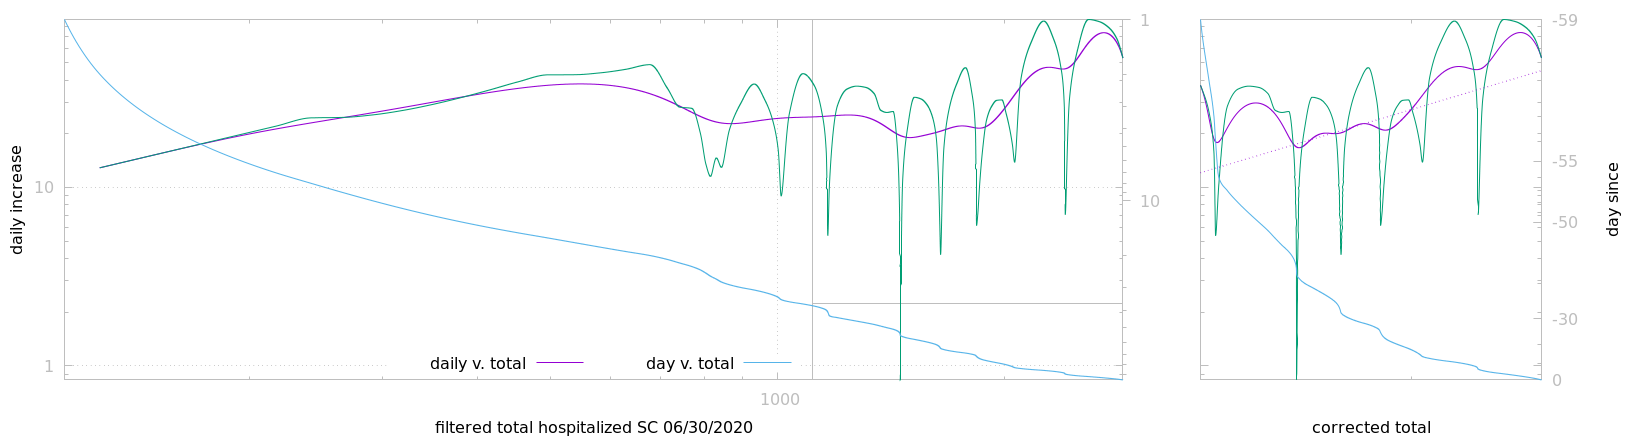 1
-59
daily increase
10
1
10
-55
-50
-30
0
day since
daily v. total
day v. total
1000
filtered total hospitalized SC 06/30/2020
corrected total